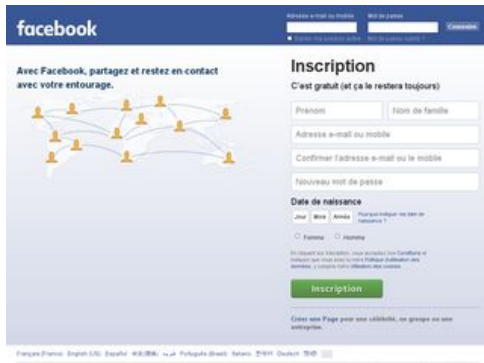 facebook
Adresse e-mail ou mobile
Mot de passe
Connexion
Avec Facebook, partagez et restez en contact
avec votre entourage.
Inscription
C'est gratuit (et ça le restera toujours)
Prénom
Nom de famille
Adresse e-mail ou mobile
Confirmer l'adresse e-mail ou le mobile
Nouveau mot de passe
Date de naissance
Jour Mois Année
Femme Homme
Inscription
Créer une Page pour une célébrité, un groupe ou une
entreprise.
Français (France) English (US) Español Português (Brasil) Italiano Deutsch